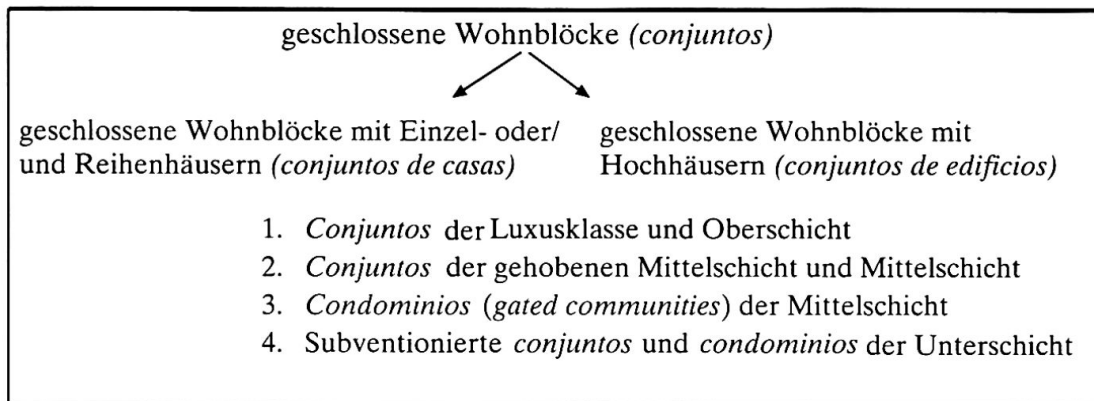 geschlossene Wohnblöcke (conjuntos)
geschlossene Wohnblöcke mit Einzel- oder/
und Reihenhäusern (conjuntos de casas)
geschlossene Wohnblöcke mit
Hochhäusern (conjuntos de edificios)
1. Conjuntos der Luxusklasse und Oberschicht
2. Conjuntos der gehobenen Mittelschicht und Mittelschicht
3. Condominios (gated communities) der Mittelschicht
4. Subventionierte conjuntos und condominios der Unterschicht